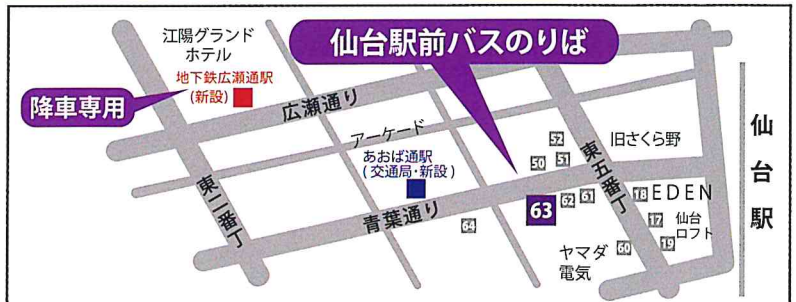 江陽グランド
ホテル
地下鉄広瀬通駅
(新設)
降車専用
仙台駅前バスのりば
広瀬通り
アーケード
あおば通駅
(交通局・新設)
52
旧さくら野
50
51
東五番丁
仙台駅
東二番丁
青葉通り
63
62
61
18
EDEN
64
17
仙台
ロフト
ヤマダ
電気
60
19